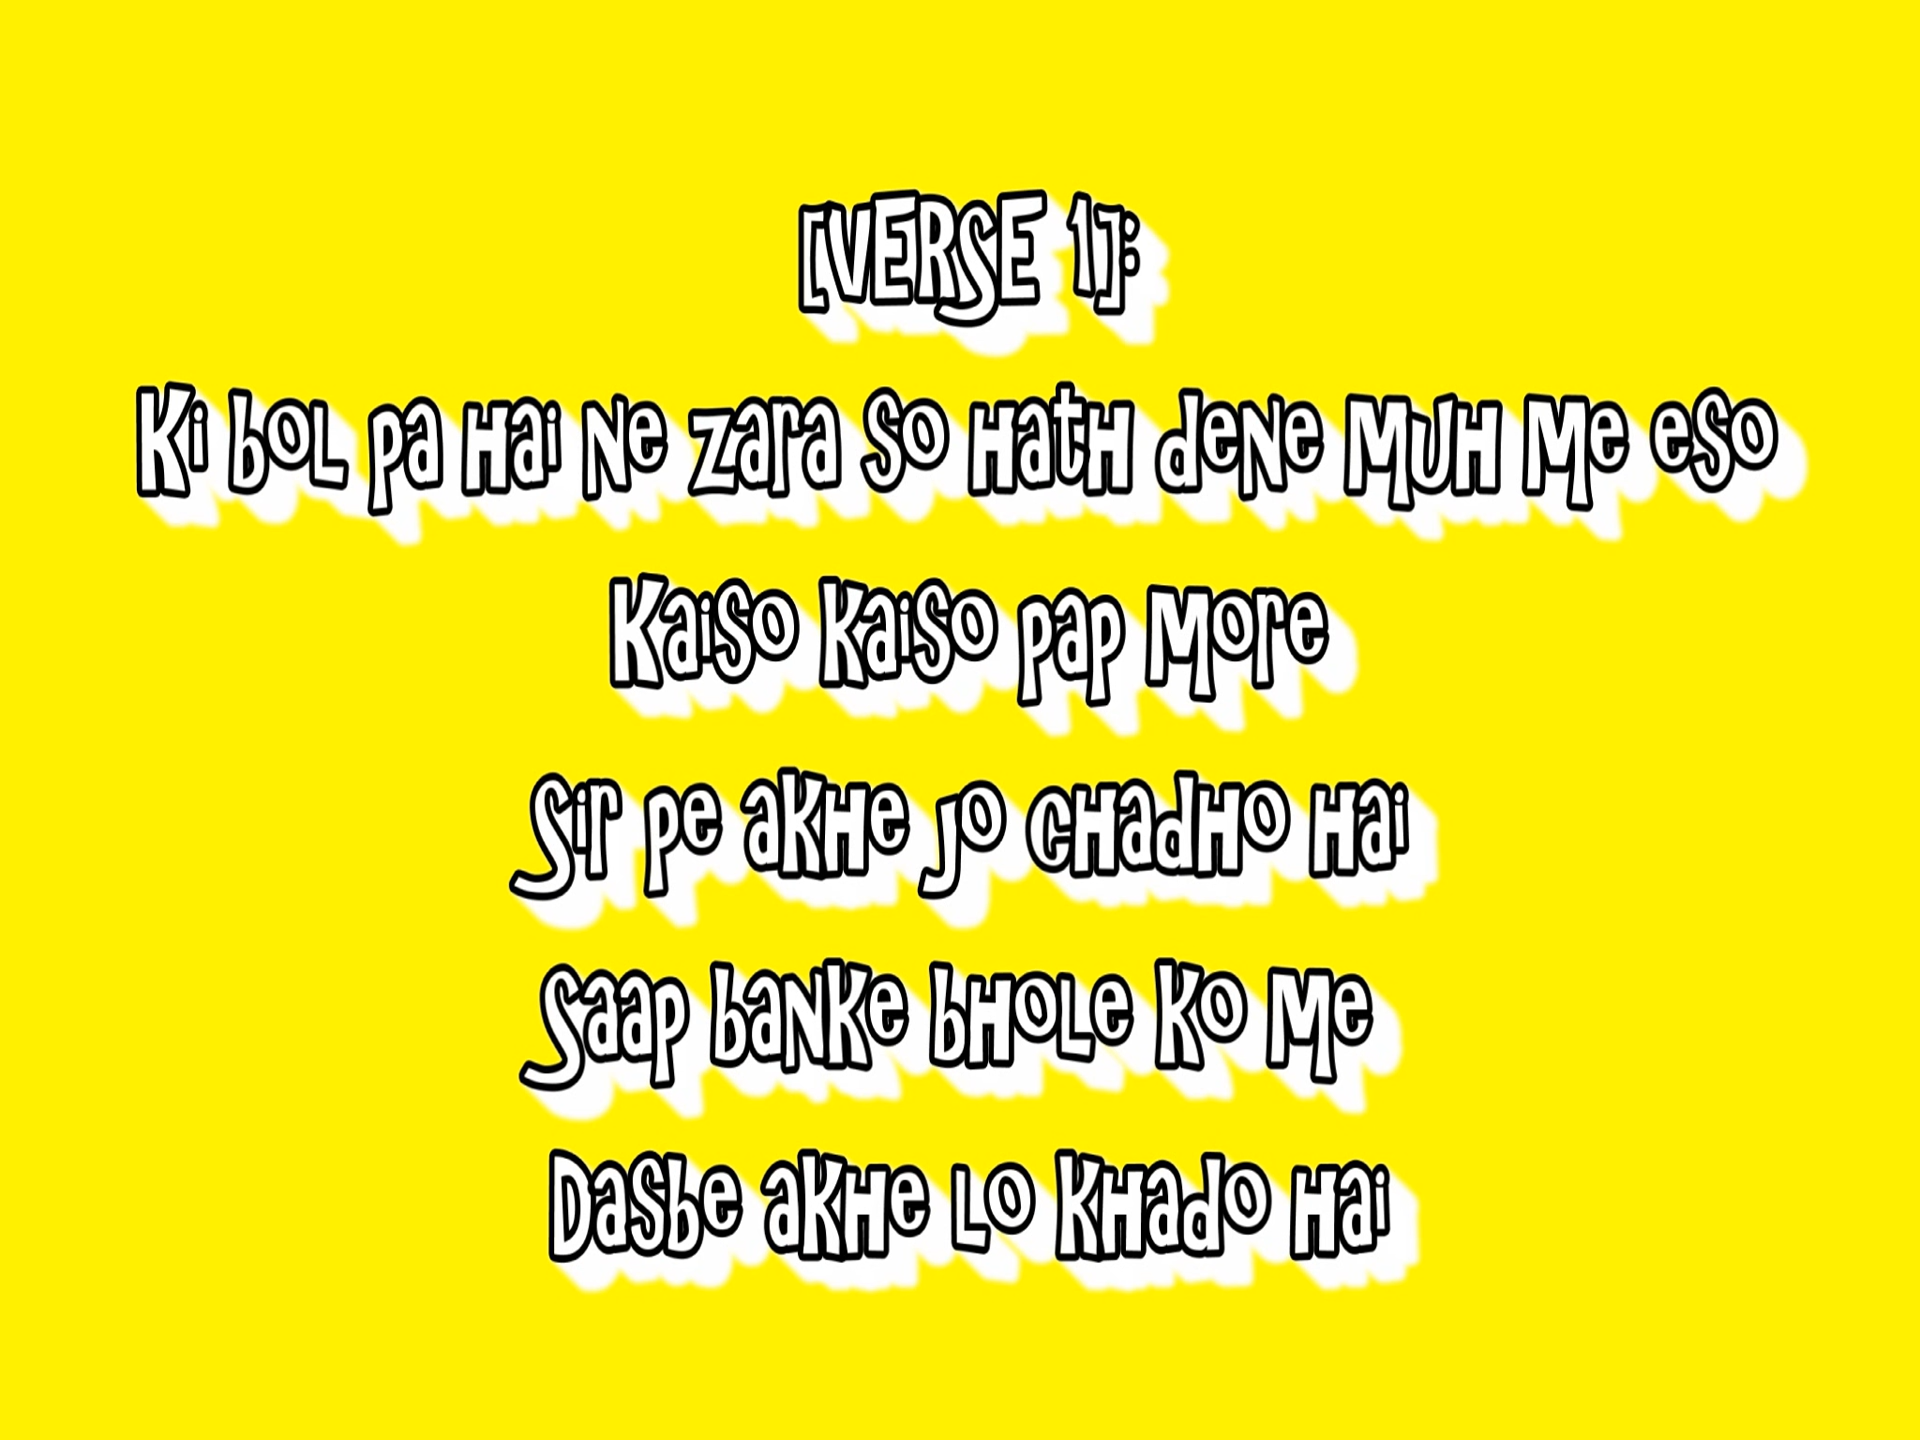 [VERSE 1]:
Ki bol pa hai ne zara so hath dene muh me eso
Kaiso kaiso pap more
Sir pe akhe jo chadho hai
Saap banke bhole ko me
Dasbe akhe lo khado hai